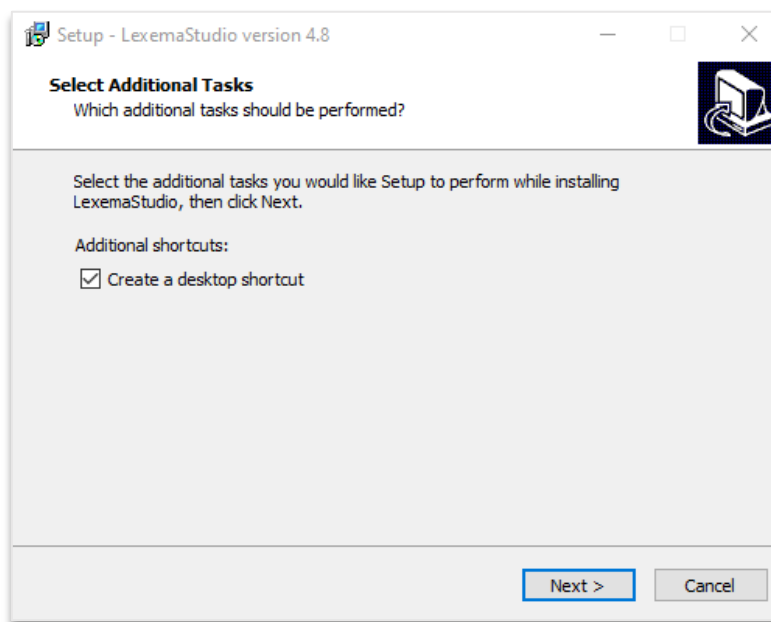 Setup - LexemaStudio version 4.8
Select Additional Tasks
Which additional tasks should be performed?
Select the additional tasks you would like Setup to perform while installing
LexemaStudio, then click Next.
Additional shortcuts:
Create a desktop shortcut
Next >
Cancel